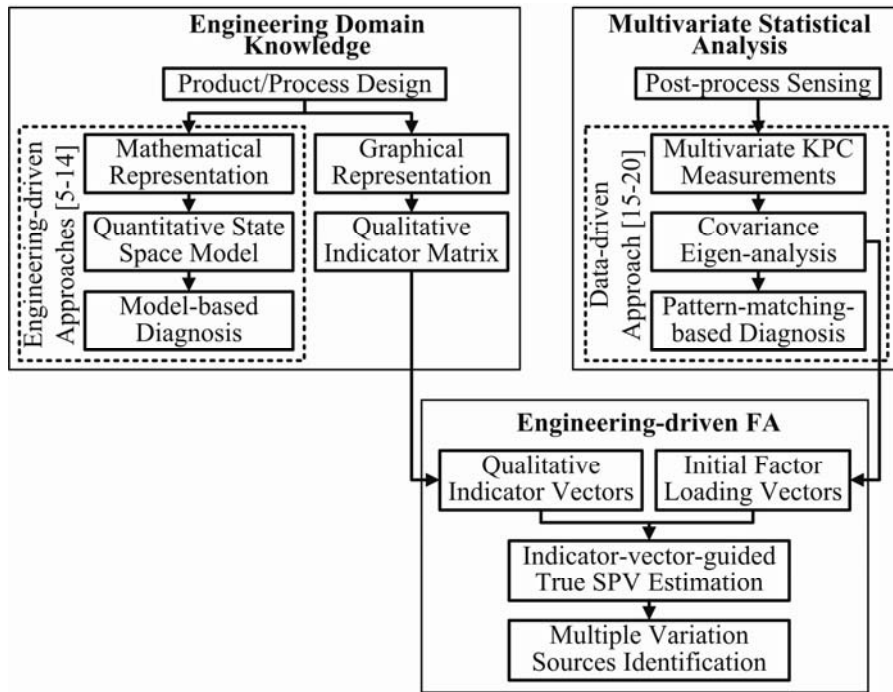 Engineering Domain
Knowledge
Product/Process Design
Engineering-driven
Approaches [5-14]
Mathematical
Representation
Quantitative State
Space Model
Model-based
Diagnosis
Graphical
Representation
Qualitative
Indicator Matrix
Multivariate Statistical
Analysis
Post-process Sensing
Data-driven
Approach [15-20]
Multivariate KPC
Measurements
Covariance
Eigen-analysis
Pattern-matching-
based Diagnosis
Engineering-driven FA
Qualitative
Indicator Vectors
Initial Factor
Loading Vectors
Indicator-vector-guided
True SPV Estimation
Multiple Variation
Sources Identification